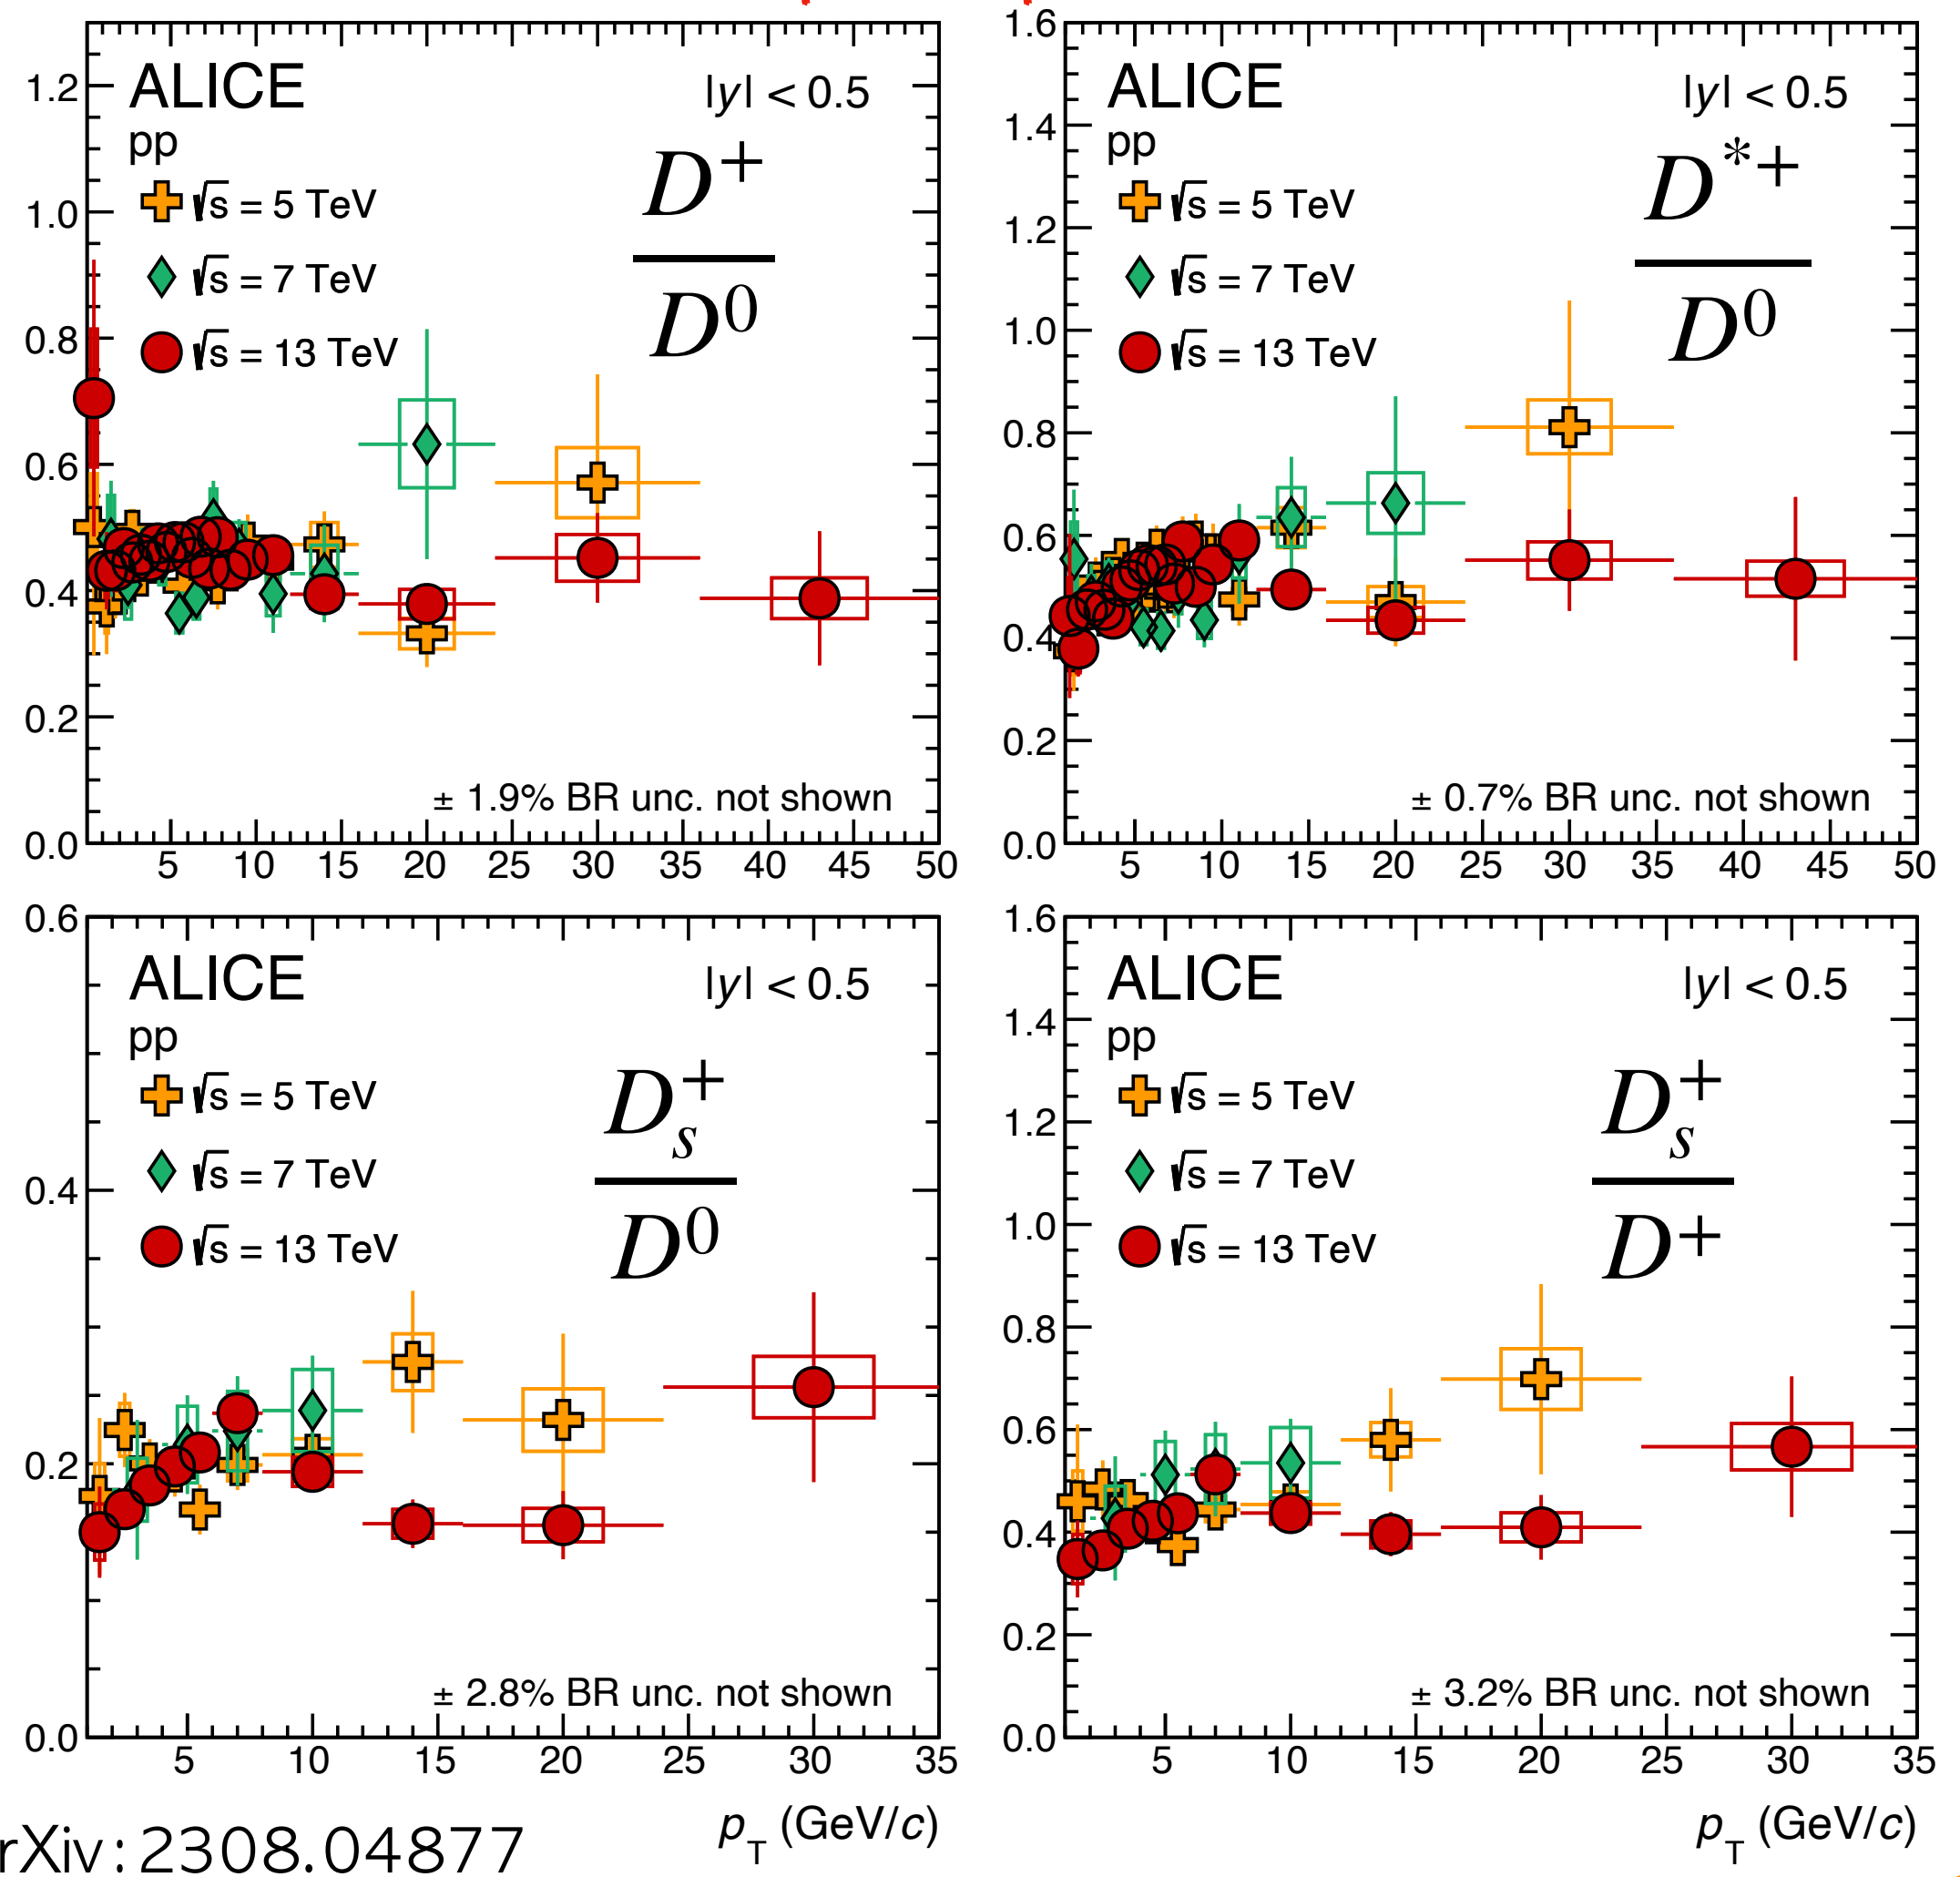 ALICE
|y| < 0.5
pp
√s = 5 TeV
√s = 7 TeV
√s = 13 TeV
D⁺
D⁰
± 1.9% BR unc. not shown
1.2
1.0
0.8
0.6
0.4
0.2
0.0
5 10 15 20 25 30 35 40 45 50
ALICE
|y| < 0.5
pp
√s = 5 TeV
√s = 7 TeV
√s = 13 TeV
D*⁺
D⁰
± 0.7% BR unc. not shown
1.6
1.4
1.2
1.0
0.8
0.6
0.4
0.2
0.0
5 10 15 20 25 30 35 40 45 50
ALICE
|y| < 0.5
pp
√s = 5 TeV
√s = 7 TeV
√s = 13 TeV
Dₛ⁺
D⁰
± 2.8% BR unc. not shown
0.6
0.4
0.2
0.0
5 10 15 20 25 30 35
p_T (GeV/c)
ALICE
|y| < 0.5
pp
√s = 5 TeV
√s = 7 TeV
√s = 13 TeV
Dₛ⁺
D⁺
± 3.2% BR unc. not shown
1.6
1.4
1.2
1.0
0.8
0.6
0.4
0.2
0.0
5 10 15 20 25 30 35
p_T (GeV/c)
rXiv:2308.04877